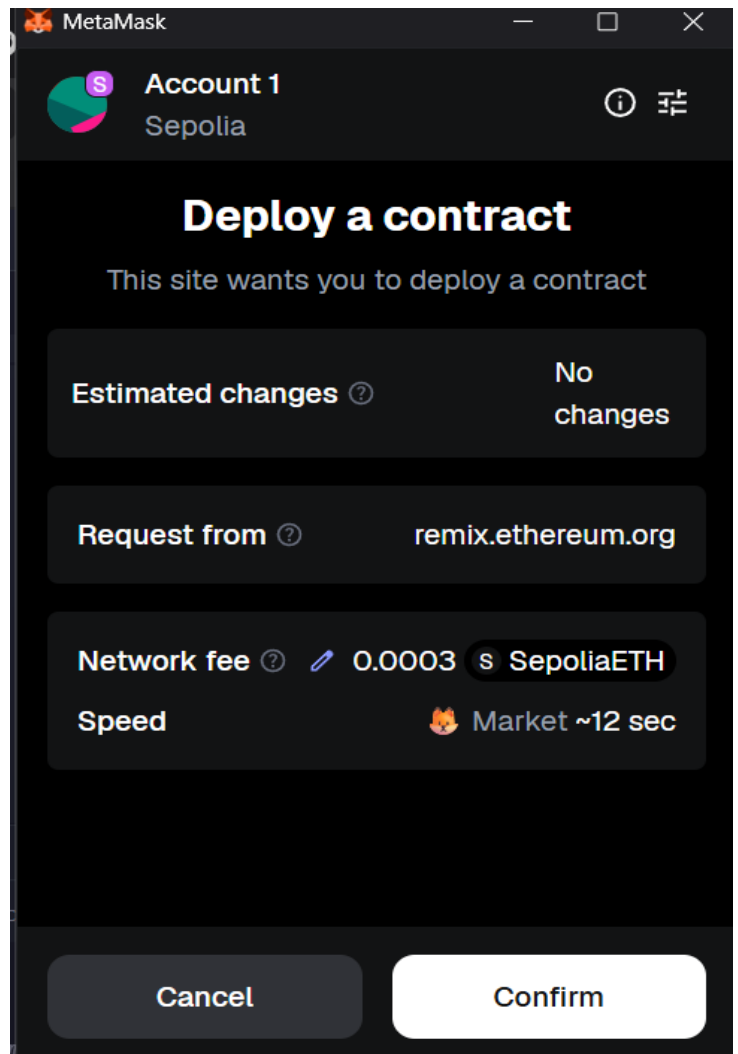 MetaMask
S
Account 1
Sepolia
Deploy a contract
This site wants you to deploy a contract
Estimated changes ? No
changes
Request from ? remix.ethereum.org
Network fee ? 0.0003 S SepoliaETH
Speed 🦊 Market ~12 sec
Cancel Confirm